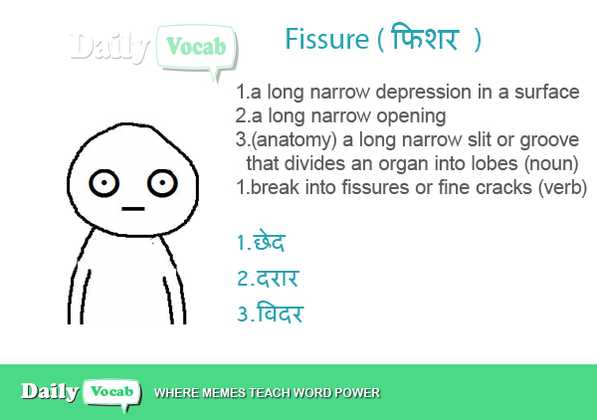 Daily Vocab
Fissure ( फिशर )
1.a long narrow depression in a surface
2.a long narrow opening
3.(anatomy) a long narrow slit or groove
that divides an organ into lobes (noun)
1.break into fissures or fine cracks (verb)
1.छेद
2.दरार
3.विदर
Daily Vocab WHERE MEMES TEACH WORD POWER